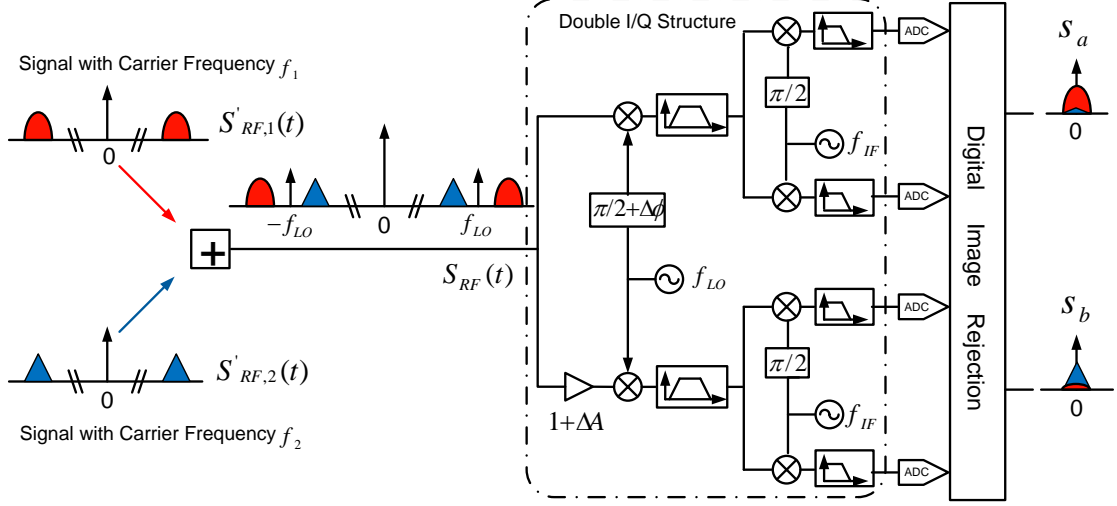 Double I/Q Structure
Signal with Carrier Frequency f₁
S'RF,1(t)
0
−fLO
0
fLO
+
SRF(t)
S'RF,2(t)
0
Signal with Carrier Frequency f₂
π/2+Δϕ
fLO
1+ΔA
π/2
fIF
π/2
fIF
ADC
ADC
ADC
ADC
Digital Image Rejection
sa
0
sb
0